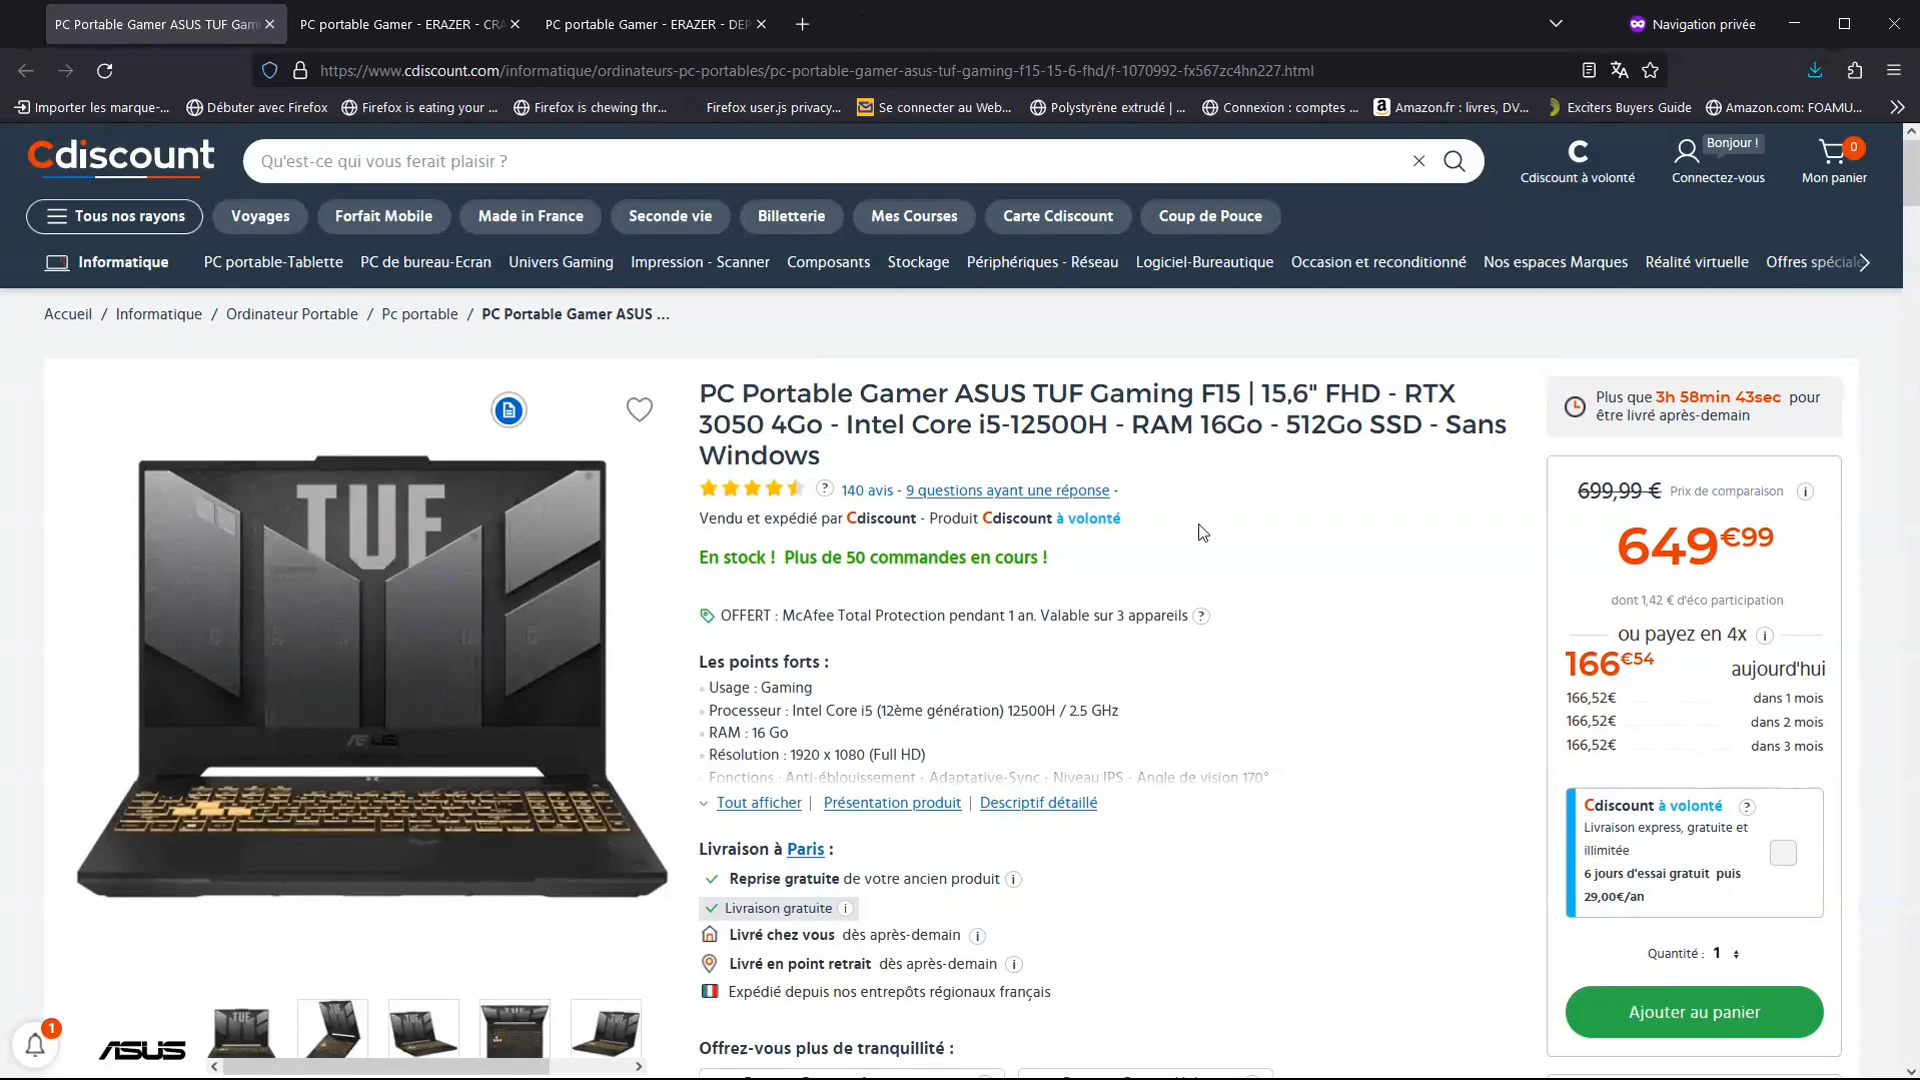 PC Portable Gamer ASUS TUF Gam
PC portable Gamer - ERAZER - CRA
PC portable Gamer - ERAZER - DEP
Navigation privée
https://www.cdiscount.com/informatique/ordinateurs-pc-portables/pc-portable-gamer-asus-tuf-gaming-f15-15-6-fhd/f-1070992-fx567zc4hn227.html
Importer les marque-... Débuter avec Firefox Firefox is eating your ... Firefox is chewing thr... Firefox user.js privacy... Se connecter au Web... Polystyrène extrudé | ... Connexion : comptes ... Amazon.fr : livres, DV... Exciters Buyers Guide Amazon.com: FOAMU...
Cdiscount
Qu'est-ce qui vous ferait plaisir ?
C
Cdiscount à volonté
Bonjour !
Connectez-vous
0
Mon panier
Tous nos rayons Voyages Forfait Mobile Made in France Seconde vie Billetterie Mes Courses Carte Cdiscount Coup de Pouce
Informatique PC portable-Tablette PC de bureau-Ecran Univers Gaming Impression - Scanner Composants Stockage Périphériques - Réseau Logiciel-Bureautique Occasion et reconditionné Nos espaces Marques Réalité virtuelle Offres spéciale
Accueil / Informatique / Ordinateur Portable / Pc portable / PC Portable Gamer ASUS ...
TUF
ASUS
ASUS
1
PC Portable Gamer ASUS TUF Gaming F15 | 15,6" FHD - RTX
3050 4Go - Intel Core i5-12500H - RAM 16Go - 512Go SSD - Sans
Windows
? 140 avis - 9 questions ayant une réponse -
Vendu et expédié par Cdiscount - Produit Cdiscount à volonté
En stock ! Plus de 50 commandes en cours !
OFFERT : McAfee Total Protection pendant 1 an. Valable sur 3 appareils ?
Les points forts :
Usage : Gaming
Processeur : Intel Core i5 (12ème génération) 12500H / 2.5 GHz
RAM : 16 Go
Résolution : 1920 x 1080 (Full HD)
Fonctions : Anti-éblouissement - Adaptative-Sync - Niveau IPS - Angle de vision 170°
Tout afficher | Présentation produit | Descriptif détaillé
Livraison à Paris :
Reprise gratuite de votre ancien produit i
Livraison gratuite i
Livré chez vous dès après-demain i
Livré en point retrait dès après-demain i
Expédié depuis nos entrepôts régionaux français
Offrez-vous plus de tranquillité :
Plus que 3h 58min 43sec pour
être livré après-demain
699,99 € Prix de comparaison i
649€99
dont 1,42 € d'éco participation
ou payez en 4x i
166€54 aujourd'hui
166,52€ dans 1 mois
166,52€ dans 2 mois
166,52€ dans 3 mois
Cdiscount à volonté ?
Livraison express, gratuite et
illimitée
6 jours d'essai gratuit puis
29,00€/an
Quantité : 1
Ajouter au panier